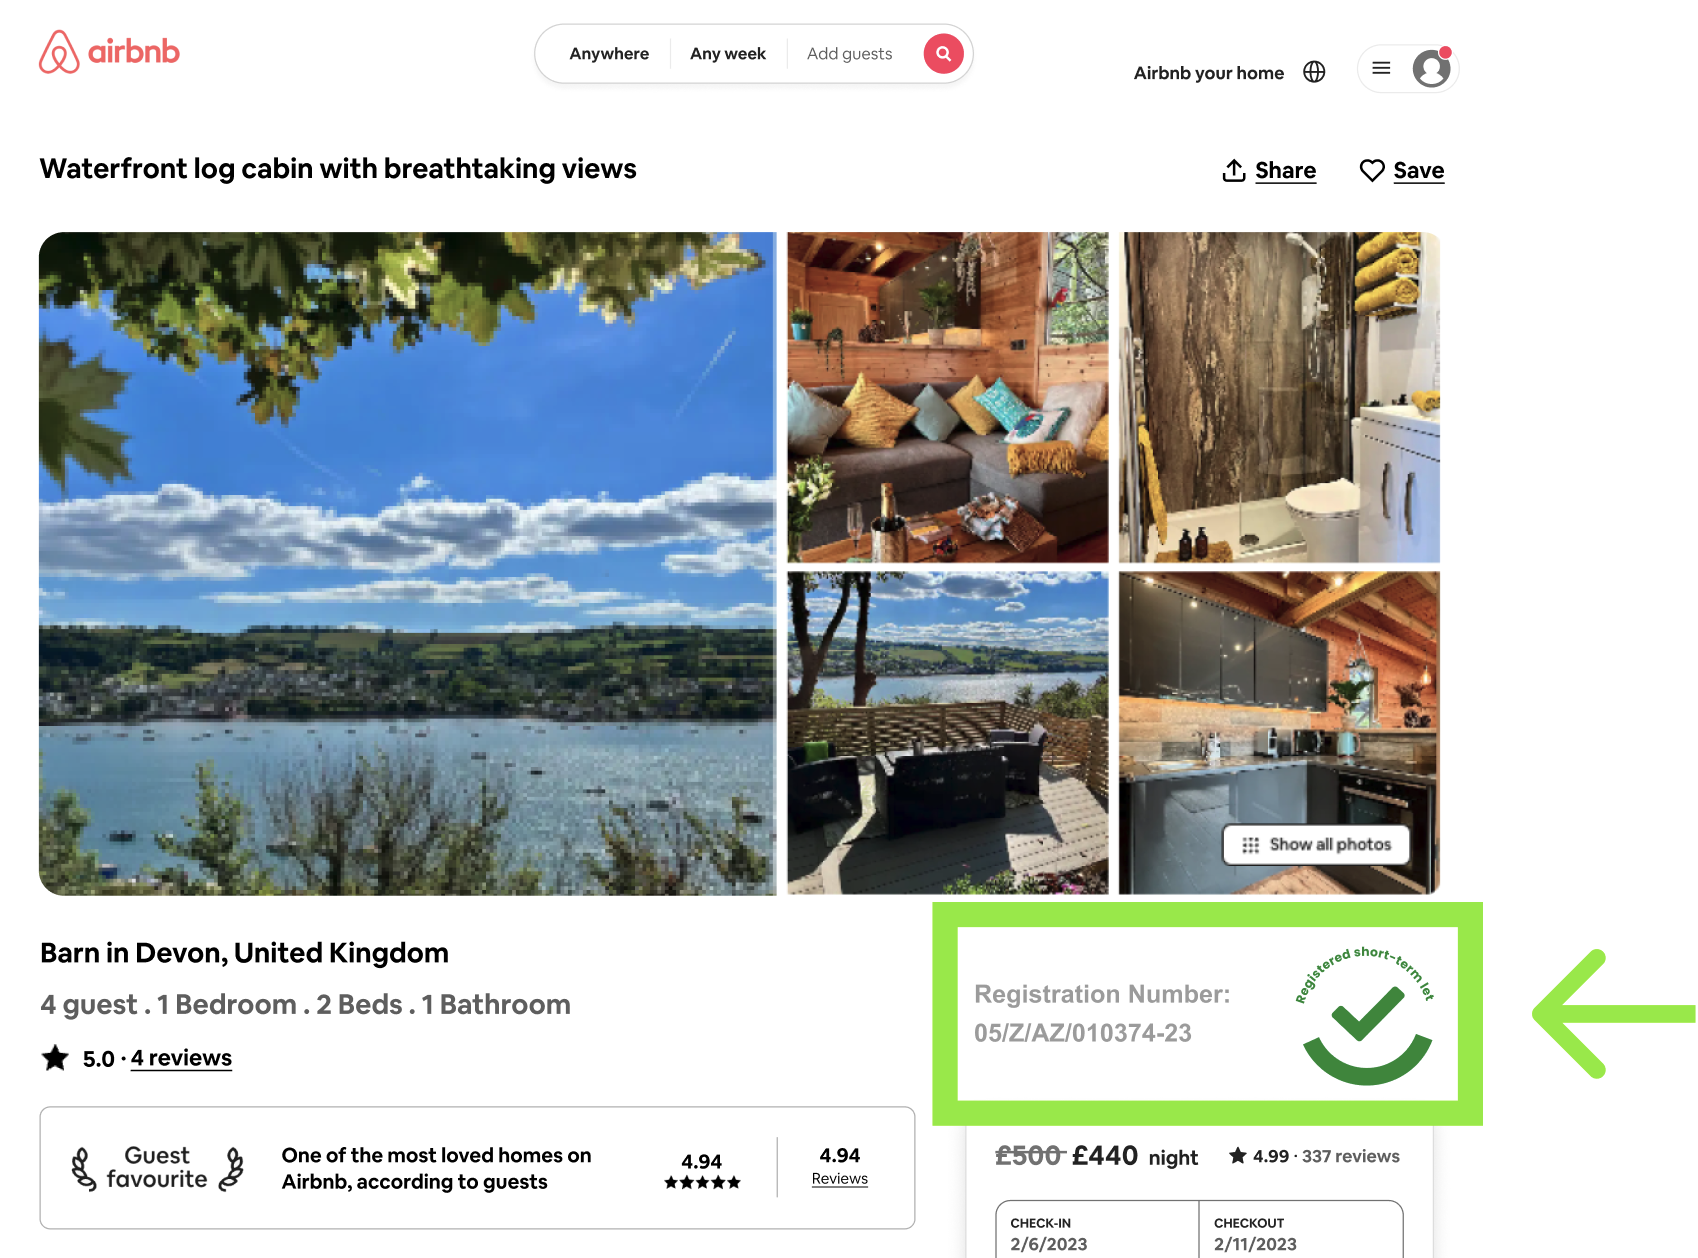 airbnb
Anywhere
Any week
Add guests
Airbnb your home
Waterfront log cabin with breathtaking views
Share
Save
Show all photos
Barn in Devon, United Kingdom
4 guest . 1 Bedroom . 2 Beds . 1 Bathroom
5.0 · 4 reviews
Registration Number:
05/Z/AZ/010374-23
Registered short-term let
Guest
favourite
One of the most loved homes on
Airbnb, according to guests
4.94
★★★★★
4.94
Reviews
£500 £440 night
★ 4.99 · 337 reviews
CHECK-IN
2/6/2023
CHECKOUT
2/11/2023